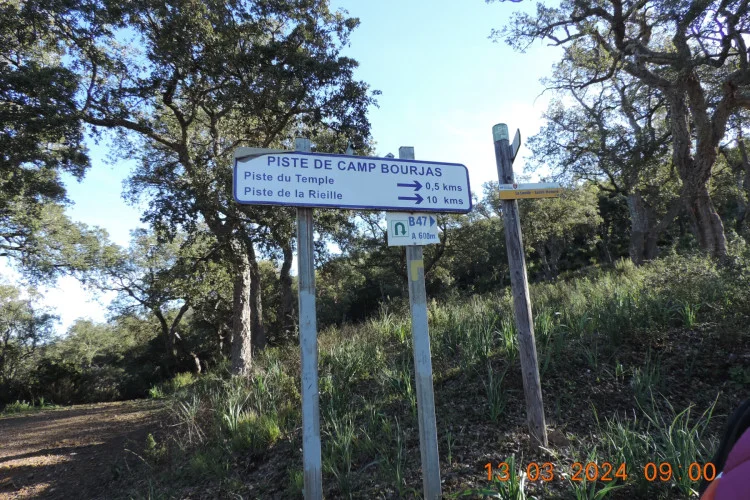 PISTE DE CAMP BOURJAS
Piste du Temple 0,5 kms
Piste de la Rieille 10 kms
B47
A 608m
13 03 2024 09 00